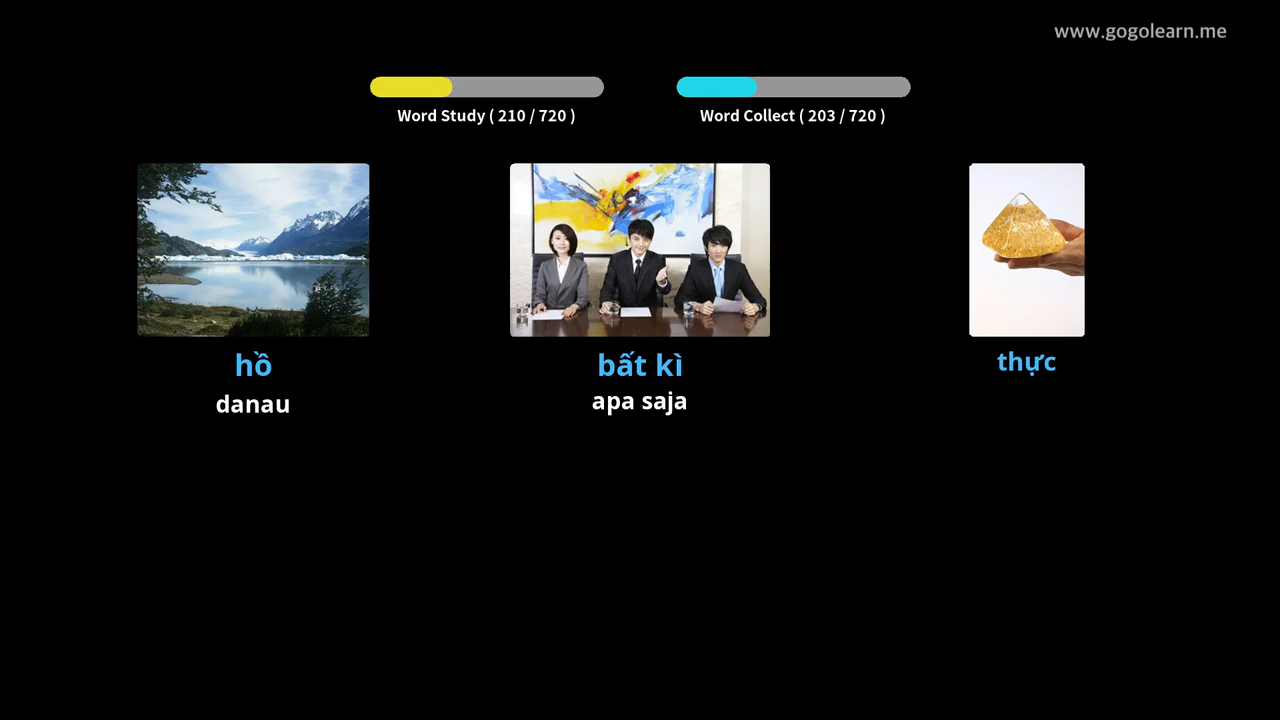 www.gogolearn.me
Word Study ( 210 / 720 )
Word Collect ( 203 / 720 )
hồ
danau
bất kì
apa saja
thực